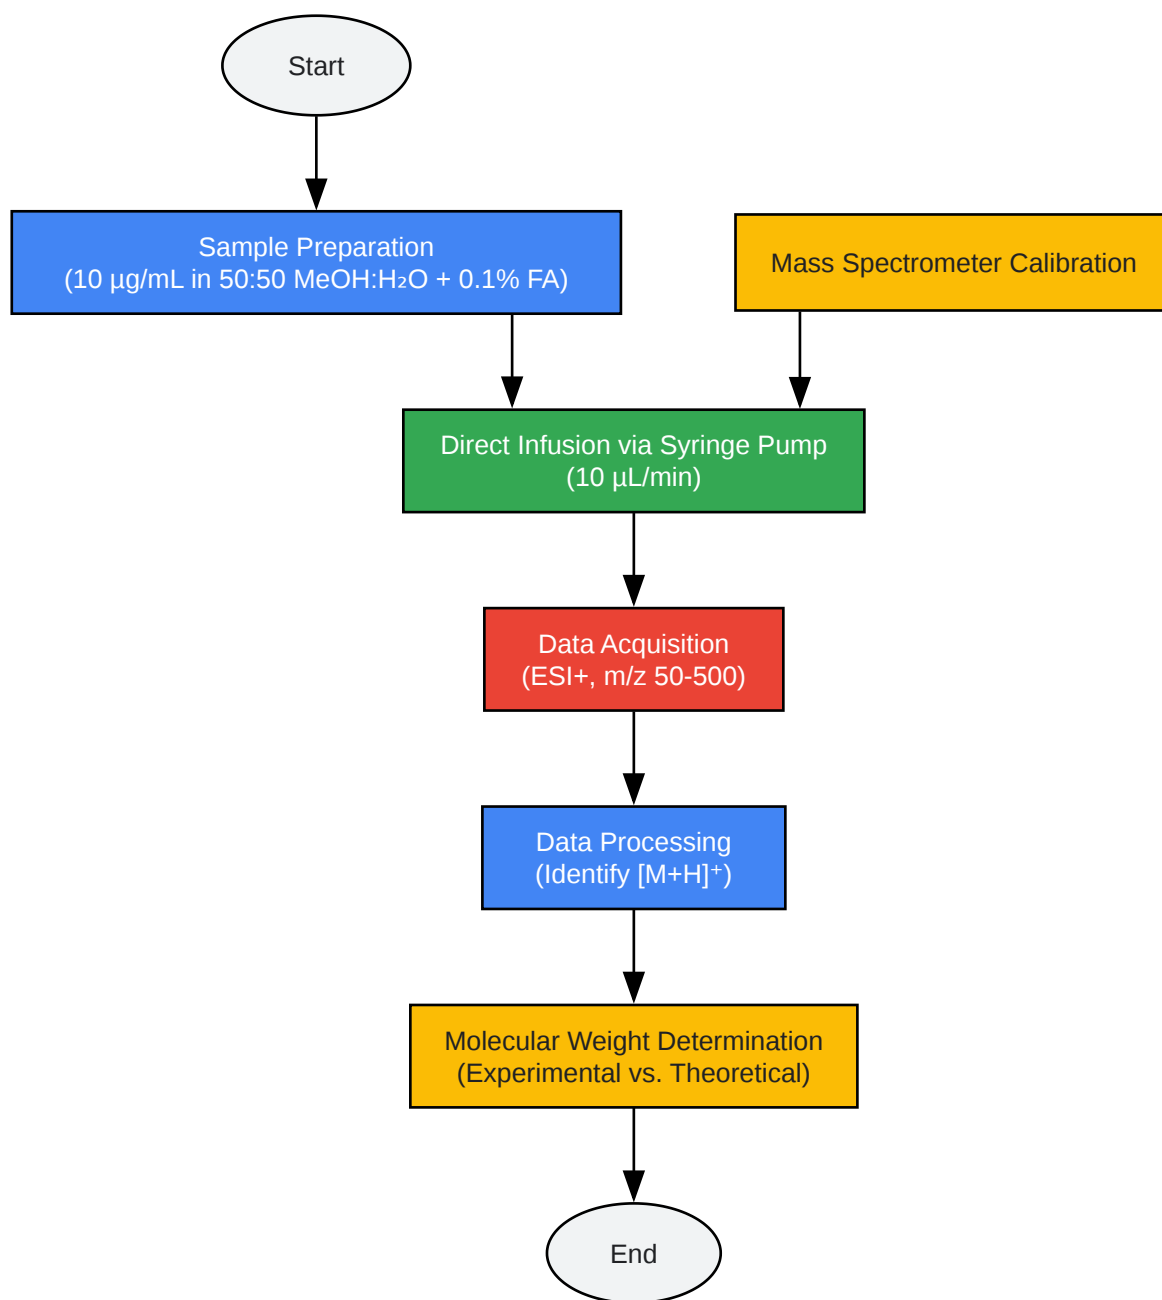 Start
Sample Preparation
(10 µg/mL in 50:50 MeOH:H₂O + 0.1% FA)
Mass Spectrometer Calibration
Direct Infusion via Syringe Pump
(10 µL/min)
Data Acquisition
(ESI+, m/z 50-500)
Data Processing
(Identify [M+H]⁺)
Molecular Weight Determination
(Experimental vs. Theoretical)
End